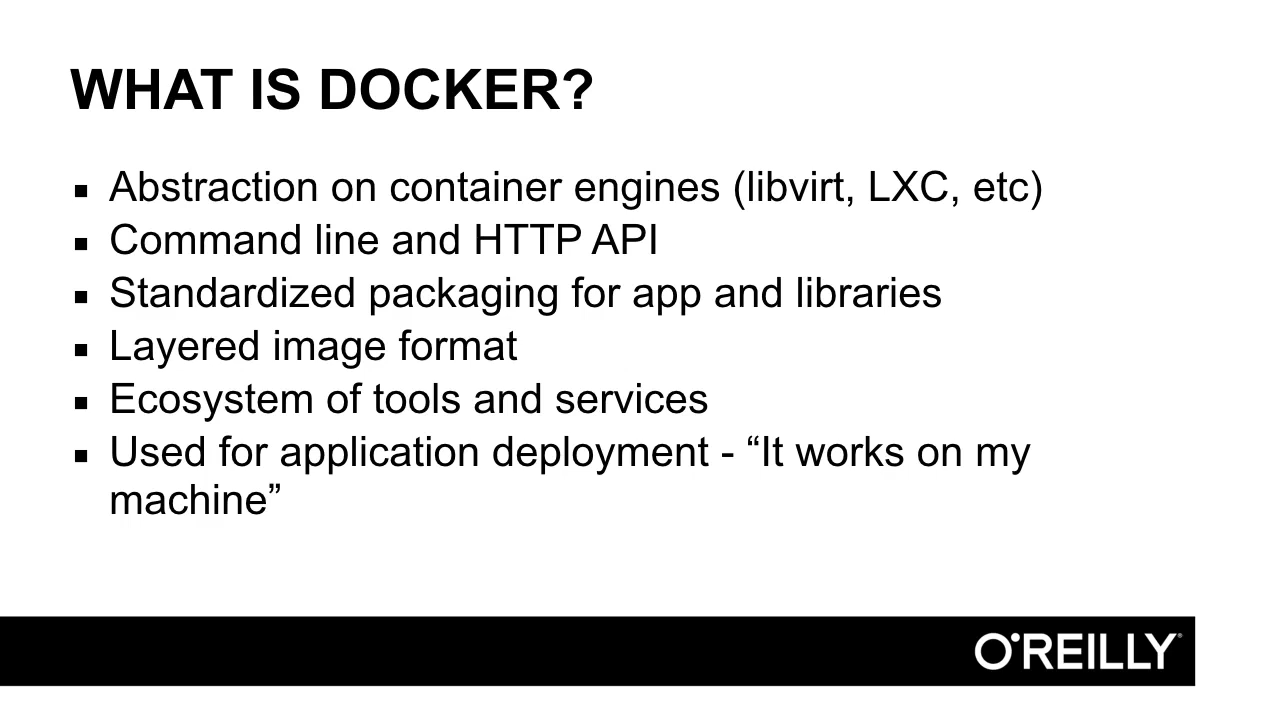 WHAT IS DOCKER?
▪ Abstraction on container engines (libvirt, LXC, etc)
▪ Command line and HTTP API
▪ Standardized packaging for app and libraries
▪ Layered image format
▪ Ecosystem of tools and services
▪ Used for application deployment - “It works on my
machine”
O'REILLY®